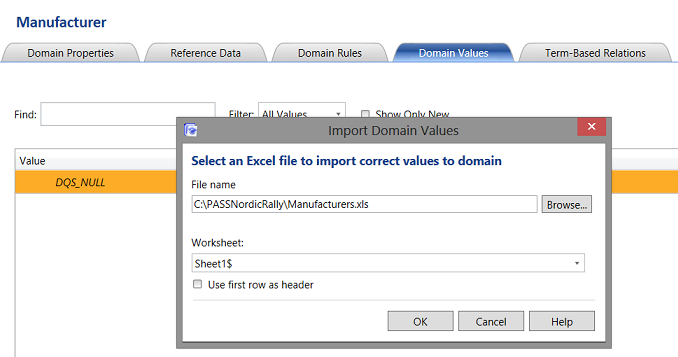 Manufacturer
Domain Properties Reference Data Domain Rules Domain Values Term-Based Relations
Find: Filter: All Values Show Only New
Import Domain Values
Select an Excel file to import correct values to domain
Value
File name
DQS_NULL
C:\PASSNordicRally\Manufacturers.xls Browse...
Worksheet:
Sheet1$
Use first row as header
OK Cancel Help